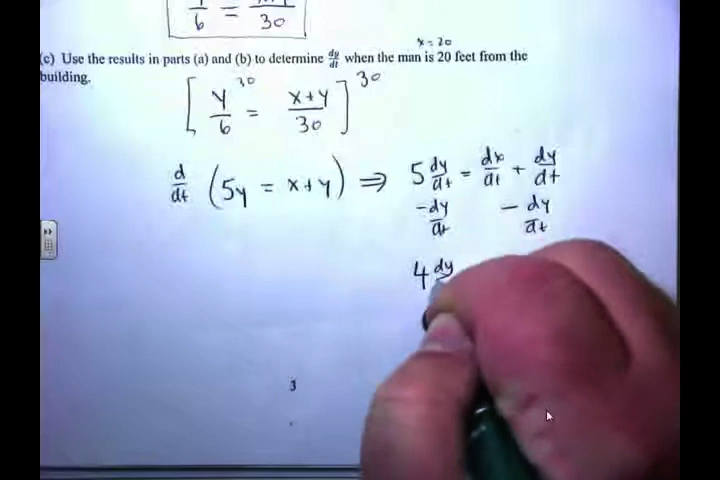 6 = 30
(c) Use the results in parts (a) and (b) to determine dy/dt when the man is 20 feet from the
x = 20
building.
[ y/6 = x+y/30 ] 30
30
d/dt (5y = x+y) ⇒ 5 dy/dt = dx/dt + dy/dt
-dy/dt - dy/dt
4 dy
3